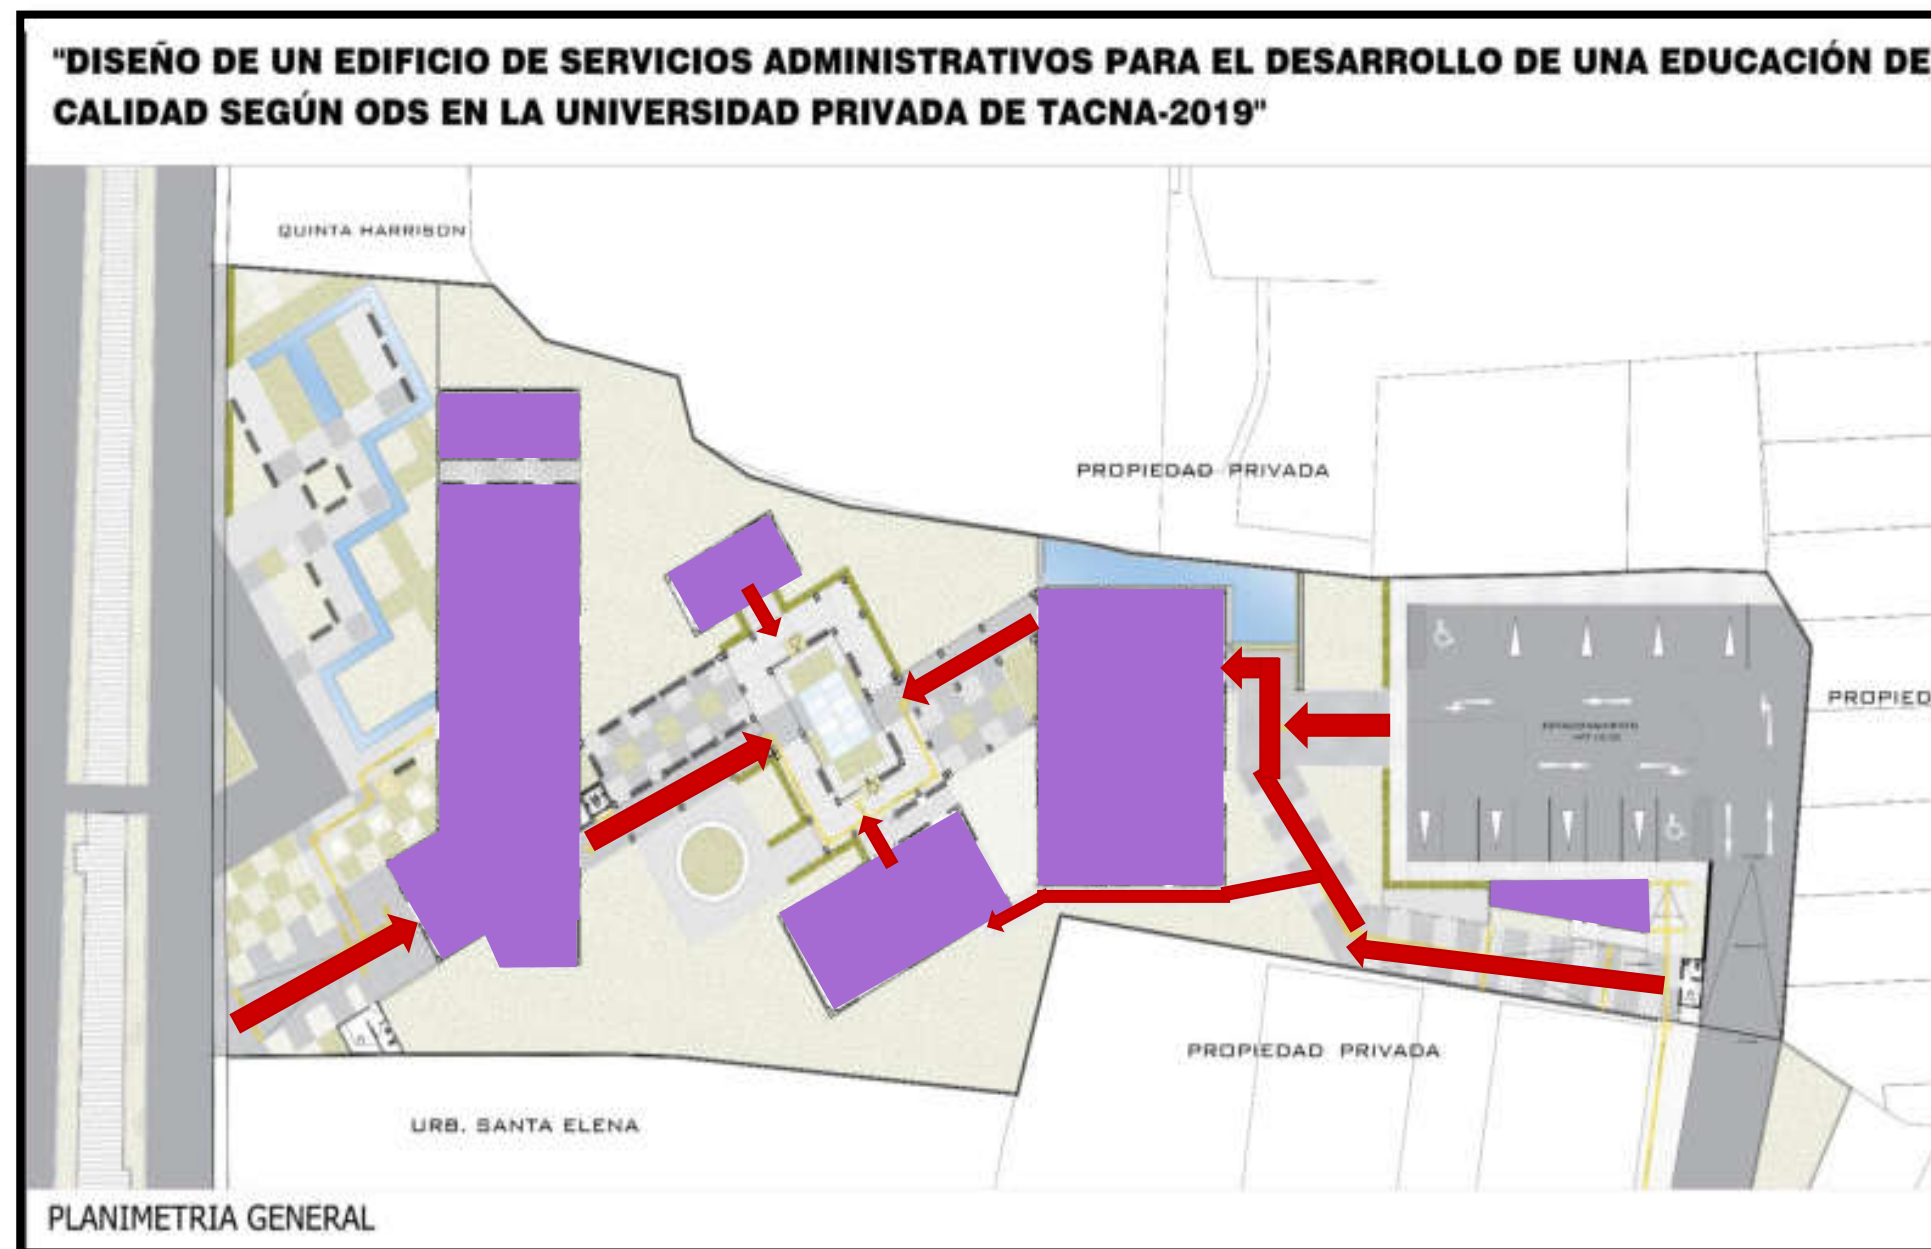 "DISEÑO DE UN EDIFICIO DE SERVICIOS ADMINISTRATIVOS PARA EL DESARROLLO DE UNA EDUCACIÓN DE
CALIDAD SEGÚN ODS EN LA UNIVERSIDAD PRIVADA DE TACNA-2019"
QUINTA HARRISON
PROPIEDAD PRIVADA
PROPIED
PROPIEDAD PRIVADA
URB. SANTA ELENA
PLANIMETRIA GENERAL